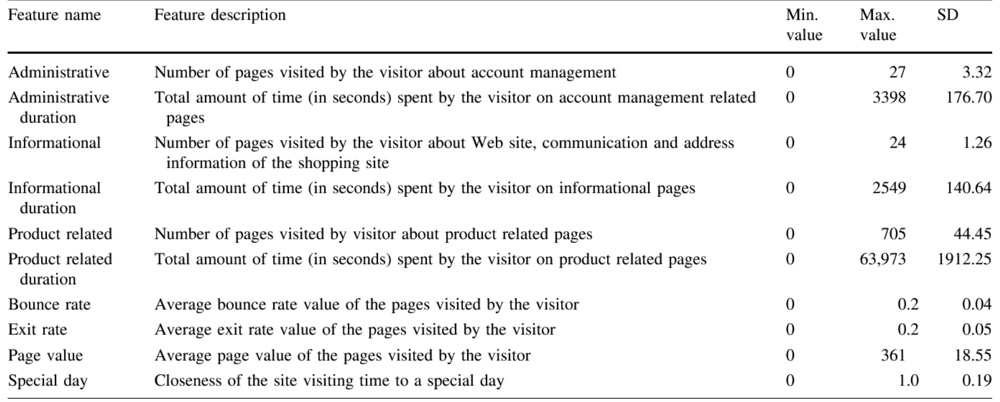 Feature name Feature description Min. value Max. value SD
Administrative Number of pages visited by the visitor about account management 0 27 3.32
Administrative duration Total amount of time (in seconds) spent by the visitor on account management related pages 0 3398 176.70
Informational Number of pages visited by the visitor about Web site, communication and address information of the shopping site 0 24 1.26
Informational duration Total amount of time (in seconds) spent by the visitor on informational pages 0 2549 140.64
Product related Number of pages visited by visitor about product related pages 0 705 44.45
Product related duration Total amount of time (in seconds) spent by the visitor on product related pages 0 63,973 1912.25
Bounce rate Average bounce rate value of the pages visited by the visitor 0 0.2 0.04
Exit rate Average exit rate value of the pages visited by the visitor 0 0.2 0.05
Page value Average page value of the pages visited by the visitor 0 361 18.55
Special day Closeness of the site visiting time to a special day 0 1.0 0.19